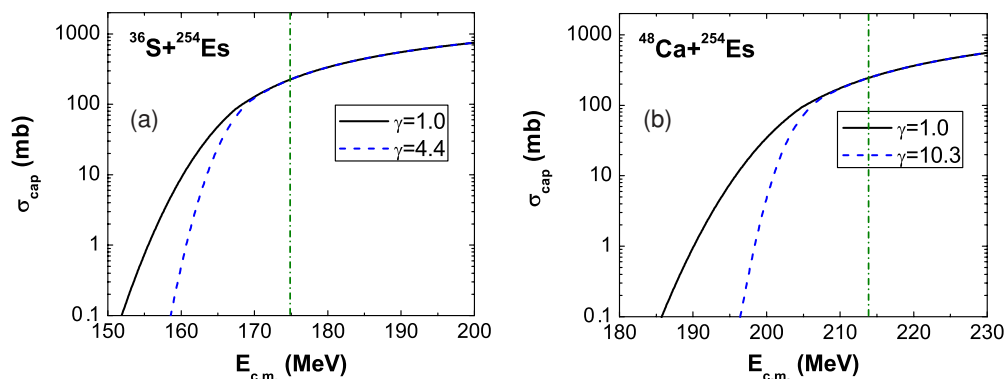 ³⁶S+²⁵⁴Es
(a)
γ=1.0
γ=4.4
σcap (mb)
1000
100
10
1
0.1
150 160 170 180 190 200
Ec.m. (MeV)
⁴⁸Ca+²⁵⁴Es
(b)
γ=1.0
γ=10.3
σcap (mb)
1000
100
10
1
0.1
180 190 200 210 220 230
Ec.m. (MeV)